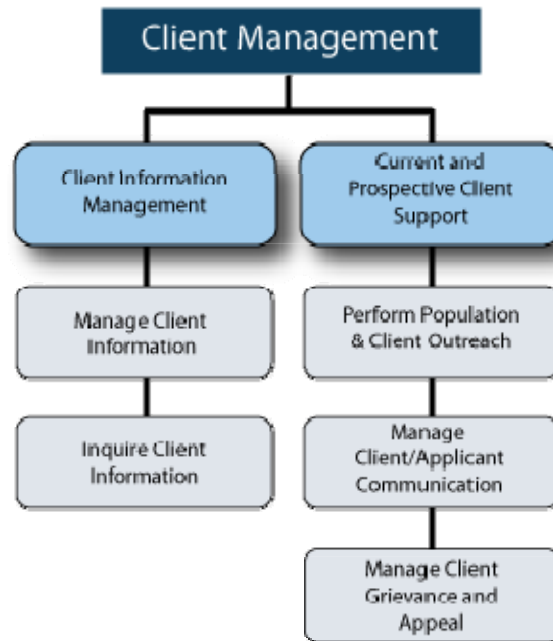 Client Management
Client Information
Management
Current and
Prospective Client
Support
Manage Client
Information
Perform Population
& Client Outreach
Inquire Client
Information
Manage
Client/Applicant
Communication
Manage Client
Grievance and
Appeal